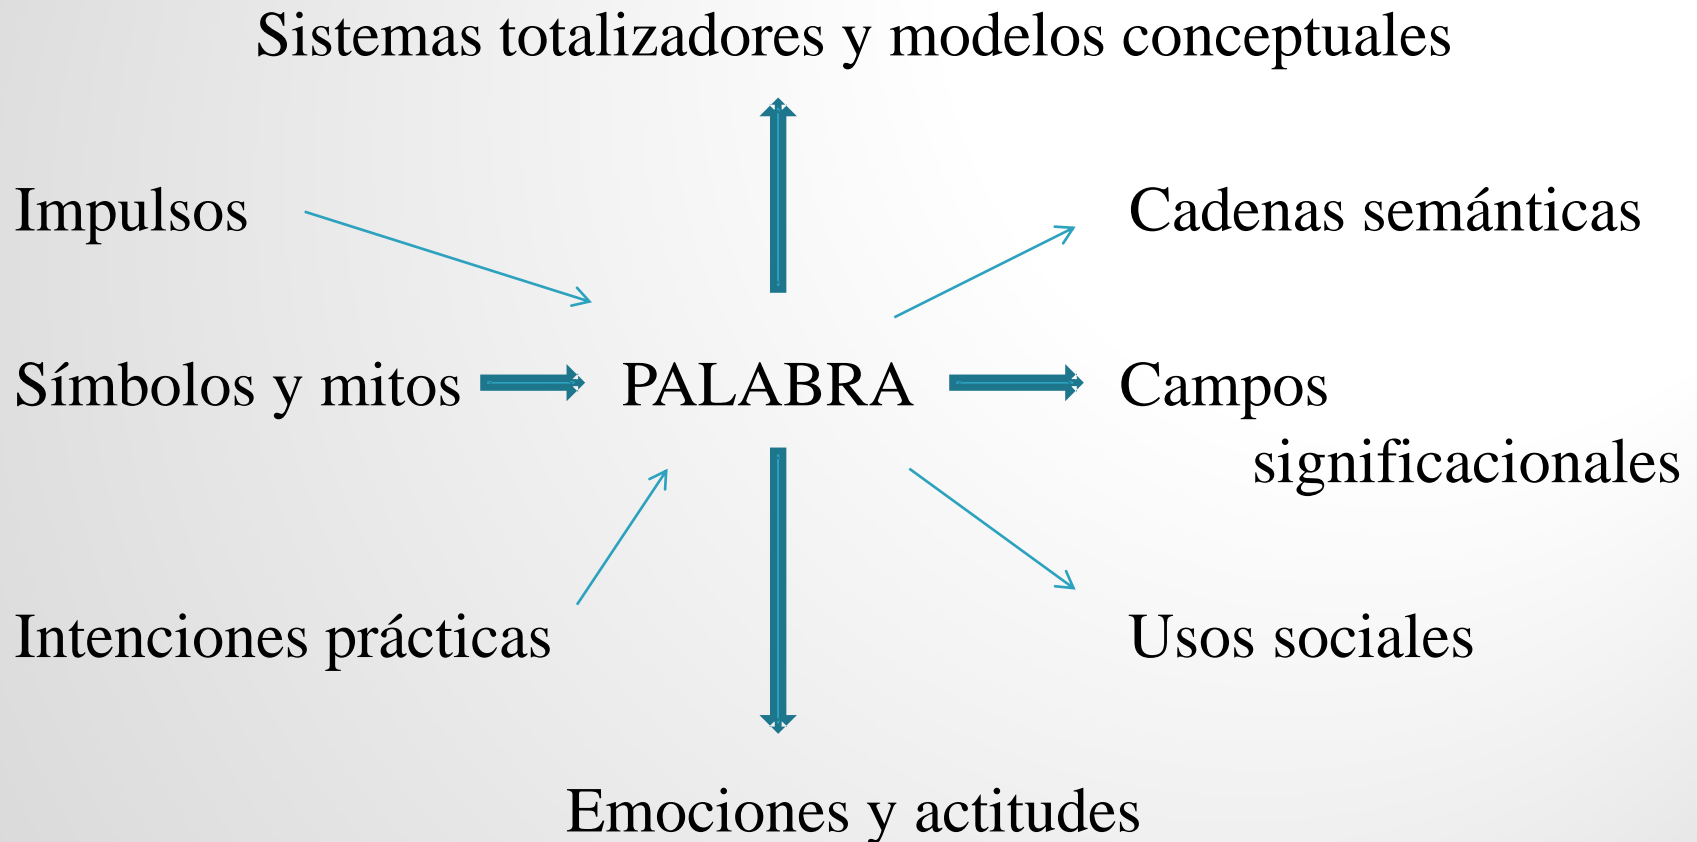 Sistemas totalizadores y modelos conceptuales
Impulsos
Cadenas semánticas
Símbolos y mitos
PALABRA
Campos
significacionales
Intenciones prácticas
Usos sociales
Emociones y actitudes